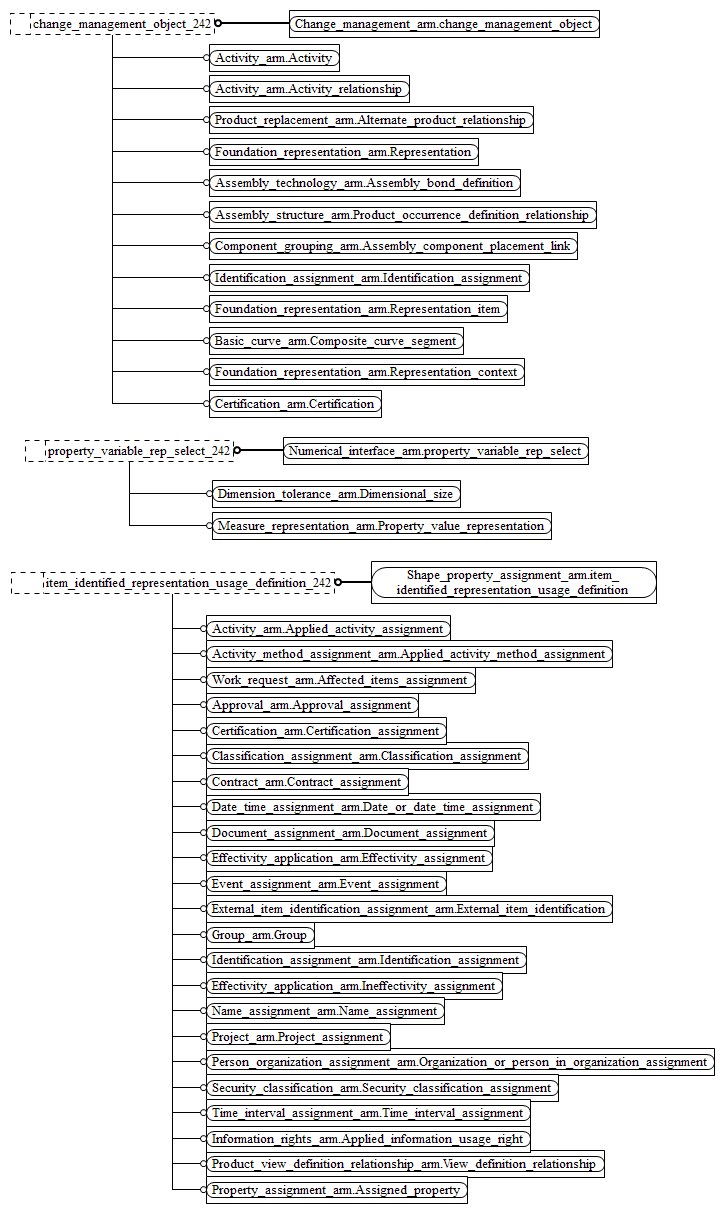 change_management_object_242
Change_management_arm.change_management_object
Activity_arm.Activity
Activity_arm.Activity_relationship
Product_replacement_arm.Alternate_product_relationship
Foundation_representation_arm.Representation
Assembly_technology_arm.Assembly_bond_definition
Assembly_structure_arm.Product_occurrence_definition_relationship
Component_grouping_arm.Assembly_component_placement_link
Identification_assignment_arm.Identification_assignment
Foundation_representation_arm.Representation_item
Basic_curve_arm.Composite_curve_segment
Foundation_representation_arm.Representation_context
Certification_arm.Certification
property_variable_rep_select_242
Numerical_interface_arm.property_variable_rep_select
Dimension_tolerance_arm.Dimensional_size
Measure_representation_arm.Property_value_representation
item_identified_representation_usage_definition_242
Shape_property_assignment_arm.item_
identified_representation_usage_definition
Activity_arm.Applied_activity_assignment
Activity_method_assignment_arm.Applied_activity_method_assignment
Work_request_arm.Affected_items_assignment
Approval_arm.Approval_assignment
Certification_arm.Certification_assignment
Classification_assignment_arm.Classification_assignment
Contract_arm.Contract_assignment
Date_time_assignment_arm.Date_or_date_time_assignment
Document_assignment_arm.Document_assignment
Effectivity_application_arm.Effectivity_assignment
Event_assignment_arm.Event_assignment
External_item_identification_assignment_arm.External_item_identification
Group_arm.Group
Identification_assignment_arm.Identification_assignment
Effectivity_application_arm.Ineffectivity_assignment
Name_assignment_arm.Name_assignment
Project_arm.Project_assignment
Person_organization_assignment_arm.Organization_or_person_in_organization_assignment
Security_classification_arm.Security_classification_assignment
Time_interval_assignment_arm.Time_interval_assignment
Information_rights_arm.Applied_information_usage_right
Product_view_definition_relationship_arm.View_definition_relationship
Property_assignment_arm.Assigned_property